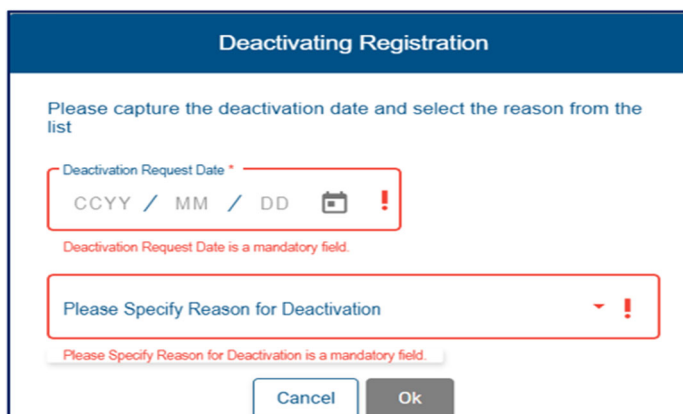 Deactivating Registration
Please capture the deactivation date and select the reason from the
list
Deactivation Request Date *
CCYY / MM / DD !
Deactivation Request Date is a mandatory field.
Please Specify Reason for Deactivation !
Please Specify Reason for Deactivation is a mandatory field.
Cancel Ok